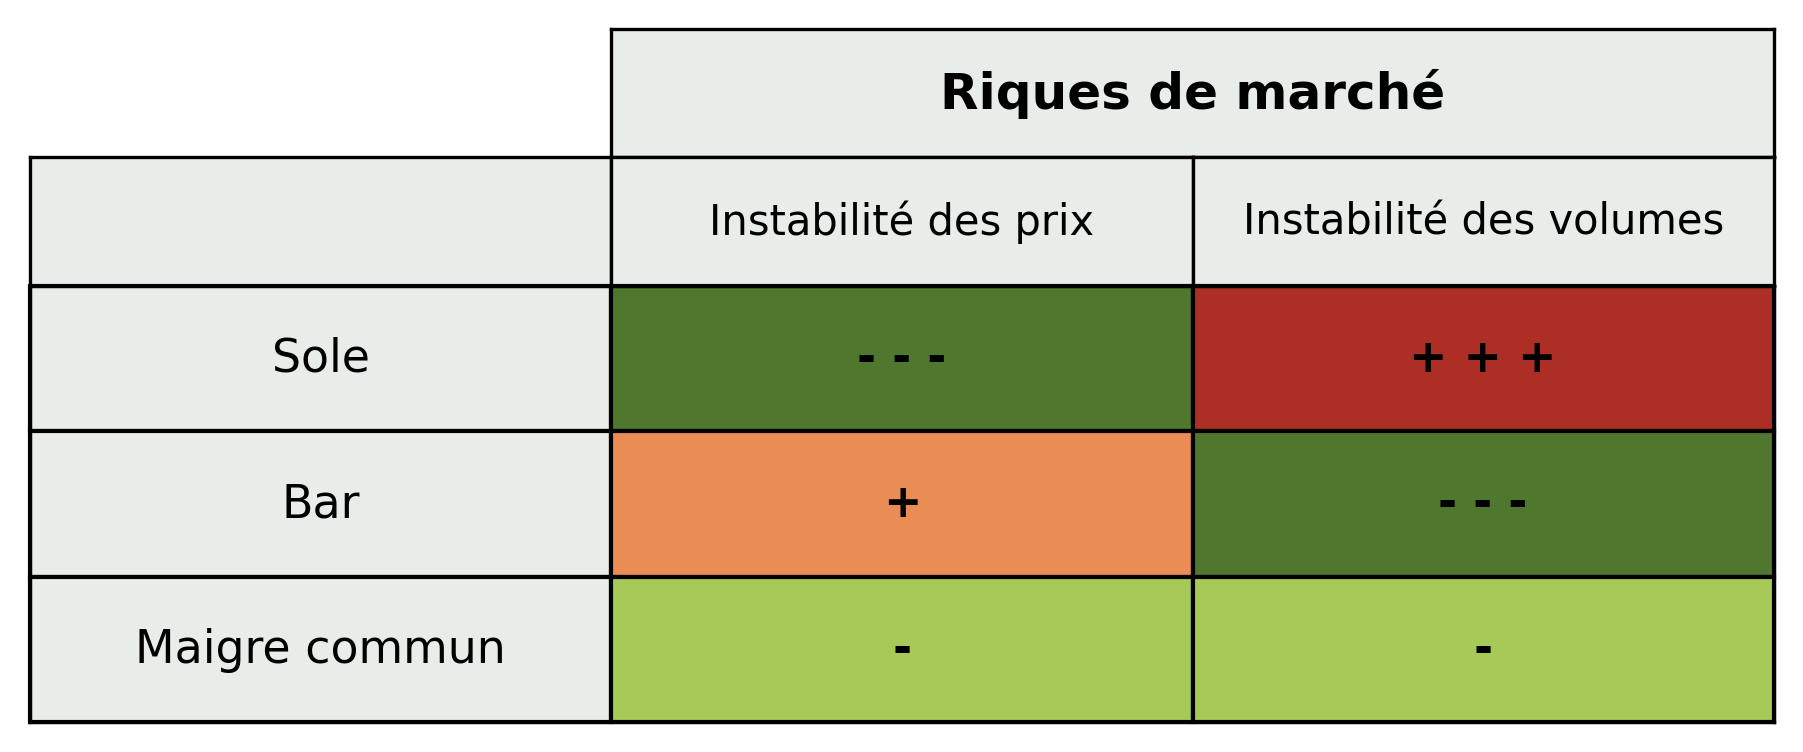 Riques de marché
Instabilité des prix Instabilité des volumes
Sole - - - + + +
Bar + - - -
Maigre commun - -